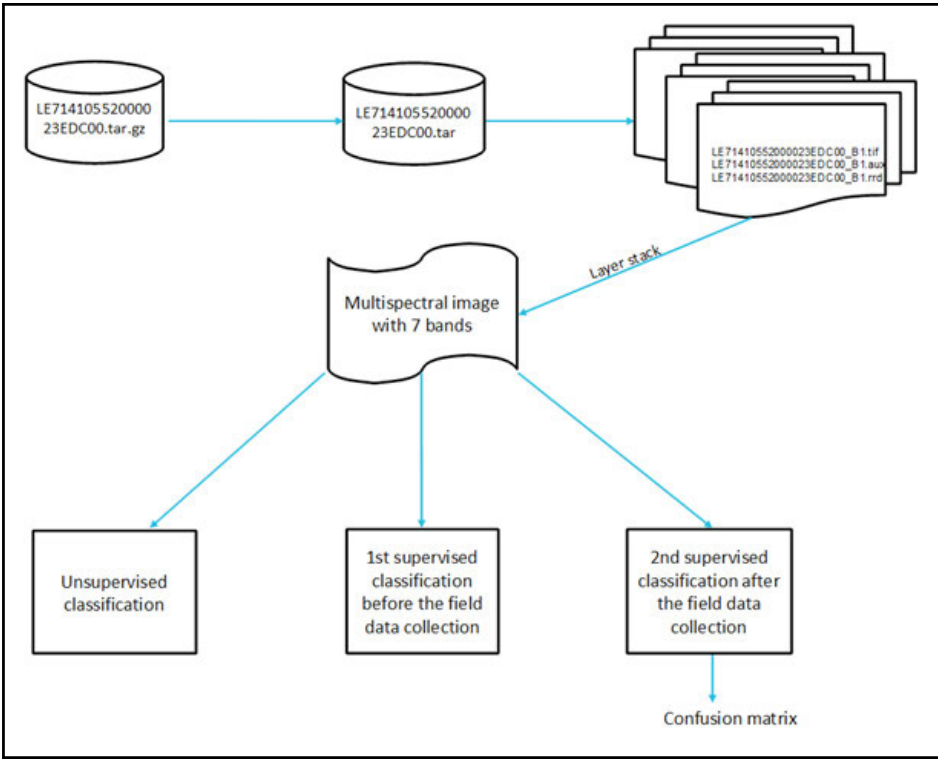 LE714105520000
23EDC00.tar.gz
LE714105520000
23EDC00.tar
LE71410552000023EDC00_B1.tif
LE71410552000023EDC00_B1.aux
LE71410552000023EDC00_B1.rrd
Layer stack
Multispectral image
with 7 bands
Unsupervised
classification
1st supervised
classification
before the field
data collection
2nd supervised
classification after
the field data
collection
Confusion matrix